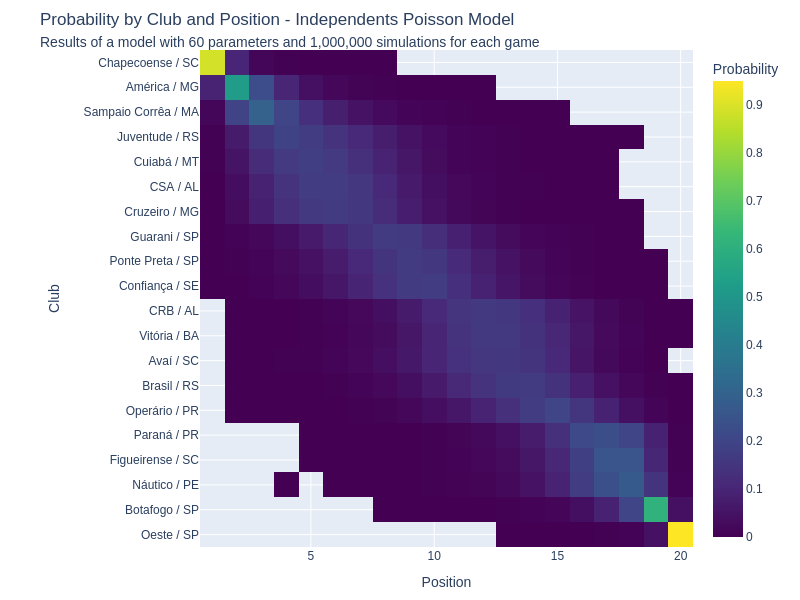 Probability by Club and Position - Independents Poisson Model
Results of a model with 60 parameters and 1,000,000 simulations for each game
Probability
Chapecoense / SC
América / MG
Sampaio Corrêa / MA
Juventude / RS
Cuiabá / MT
CSA / AL
Cruzeiro / MG
Guarani / SP
Ponte Preta / SP
Confiança / SE
CRB / AL
Vitória / BA
Avaí / SC
Brasil / RS
Operário / PR
Paraná / PR
Figueirense / SC
Náutico / PE
Botafogo / SP
Oeste / SP
Club
5
10
15
20
Position
0.9
0.8
0.7
0.6
0.5
0.4
0.3
0.2
0.1
0